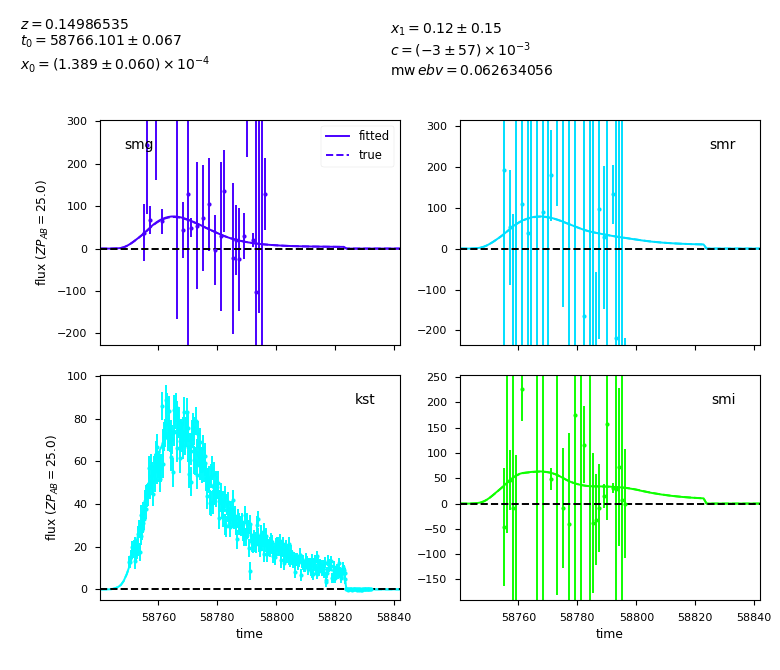 z = 0.14986535
t₀ = 58766.101 ± 0.067
x₀ = (1.389 ± 0.060) × 10⁻⁴
x₁ = 0.12 ± 0.15
c = (−3 ± 57) × 10⁻³
mw ebv = 0.062634056
smg
fitted
true
300
200
100
0
−100
−200
flux (ZP_AB = 25.0)
smr
300
200
100
0
−100
−200
kst
100
80
60
40
20
0
flux (ZP_AB = 25.0)
58760 58780 58800 58820 58840
time
smi
250
200
150
100
50
0
−50
−100
−150
58760 58780 58800 58820 58840
time